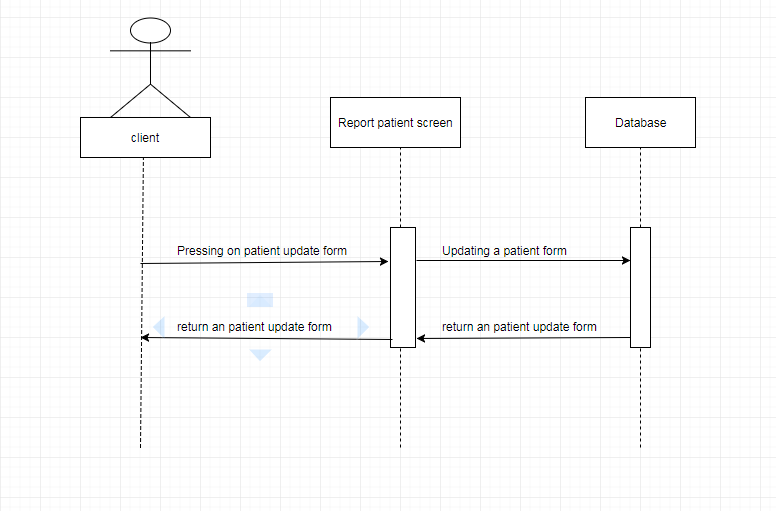 client
Report patient screen
Database
Pressing on patient update form
Updating a patient form
return an patient update form
return an patient update form